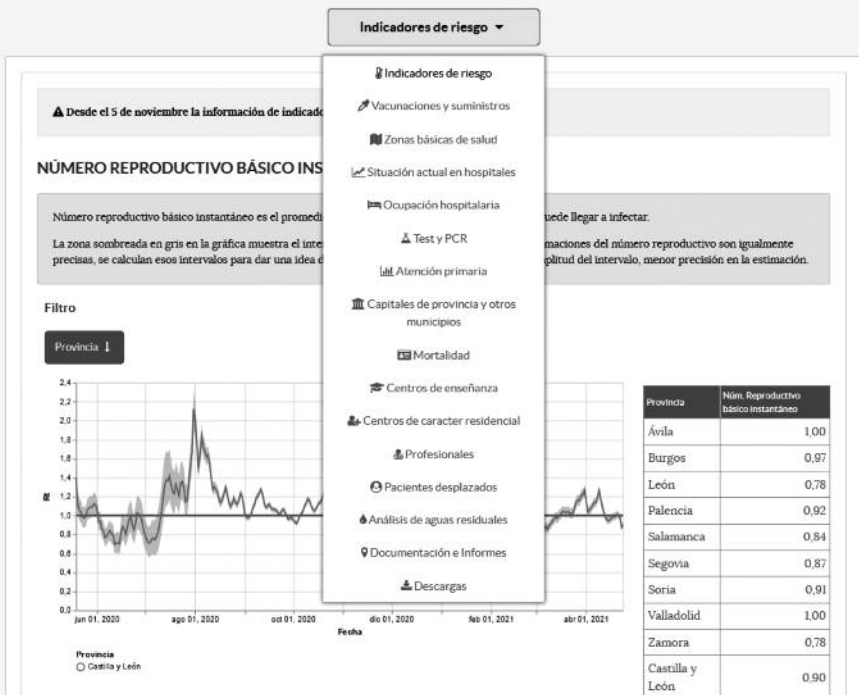 Indicadores de riesgo
Indicadores de riesgo
Vacunaciones y suministros
Zonas básicas de salud
Situación actual en hospitales
Ocupación hospitalaria
Test y PCR
Atención primaria
Capitales de provincia y otros
municipios
Mortalidad
Centros de enseñanza
Centros de caracter residencial
Profesionales
Pacientes desplazados
Análisis de aguas residuales
Documentación e Informes
Descargas
Desde el 5 de noviembre la información de indicado
NÚMERO REPRODUCTIVO BÁSICO INS
Número reproductivo básico instantáneo es el promedi uede llegar a infectar.
La zona sombreada en gris en la gráfica muestra el inte maciones del número reproductivo son igualmente
precisas, se calculan esos intervalos para dar una idea d plitud del intervalo, menor precisión en la estimación.
Filtro
Provincia
2,4
2,2
2,0
1,8
1,6
1,4
1,2
1,0
0,8
0,6
0,4
0,2
0,0
jun 01, 2020 ago 01, 2020 oct 01, 2020 dic 01, 2020 feb 01, 2021 abr 01, 2021
Fecha
Provincia
Castilla y León
Provincia Núm. Reproductivo
básico instantáneo
Ávila 1,00
Burgos 0,97
León 0,78
Palencia 0,92
Salamanca 0,84
Segovia 0,87
Soria 0,91
Valladolid 1,00
Zamora 0,78
Castilla y
León 0,90